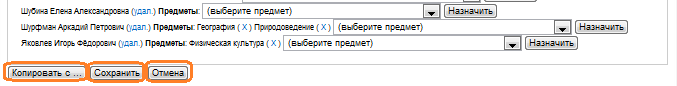 Шубина Елена Александровна (удал.) Предметы: (выберите предмет) Назначить
Шурфман Аркадий Петрович (удал.) Предметы: География ( X ) Природоведение ( X ) (выберите предмет) Назначить
Яковлев Игорь Фёдорович (удал.) Предметы: Физическая культура ( X ) (выберите предмет) Назначить
Копировать с ... Сохранить Отмена